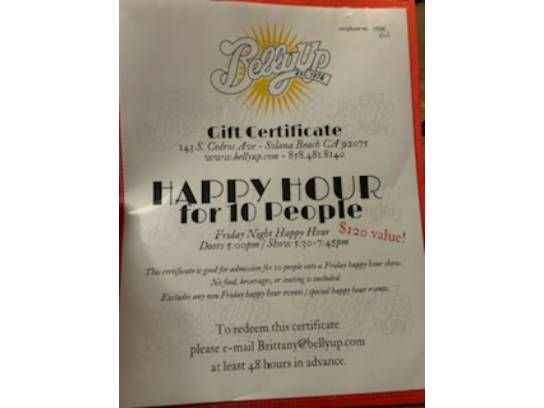 certificate no.
BellyUp
EST. 1974
Gift Certificate
143 S. Cedros Ave - Solana Beach CA 92075
www.bellyup.com - 858.481.8140
HAPPY HOUR
for 10 People
Friday Night Happy Hour $120 value!
Doors 5:00pm / Show 5:30-7:45pm
This certificate is good for admission for 10 people into a Friday happy hour show.
No food, beverage, or seating is included.
Excludes any non Friday happy hour events / special happy hour events.
To redeem this certificate
please e-mail Brittany@bellyup.com
at least 48 hours in advance.